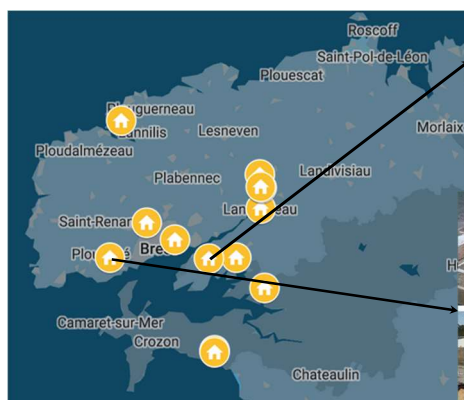 Roscoff
Saint-Pol-de-Léon
Plouescat
Plouguerneau
Lannilis
Lesneven
Morlaix
Ploudalmézeau
Plabennec
Landivisiau
Saint-Renan
Crozon
Camaret-sur-Mer
Chateaulin